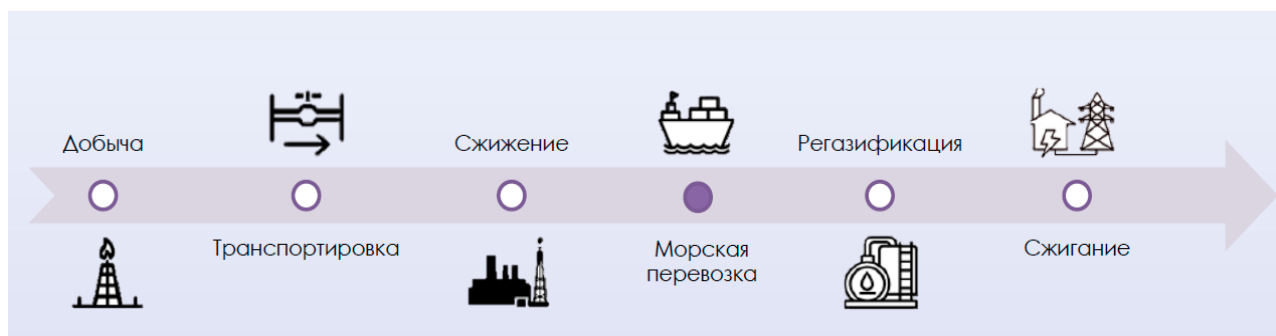 Добыча
Транспортировка
Сжижение
Морская
перевозка
Регазификация
Сжигание